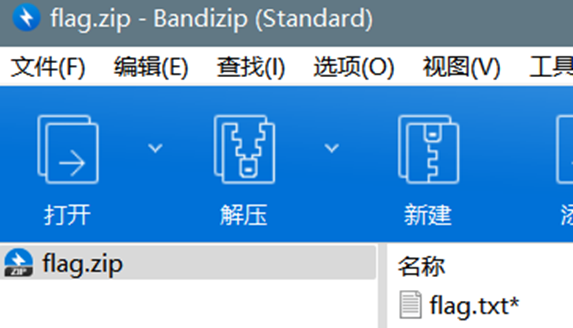 flag.zip - Bandizip (Standard)
文件(F) 编辑(E) 查找(I) 选项(O) 视图(V) 工具
打开 解压 新建
flag.zip
名称
flag.txt*